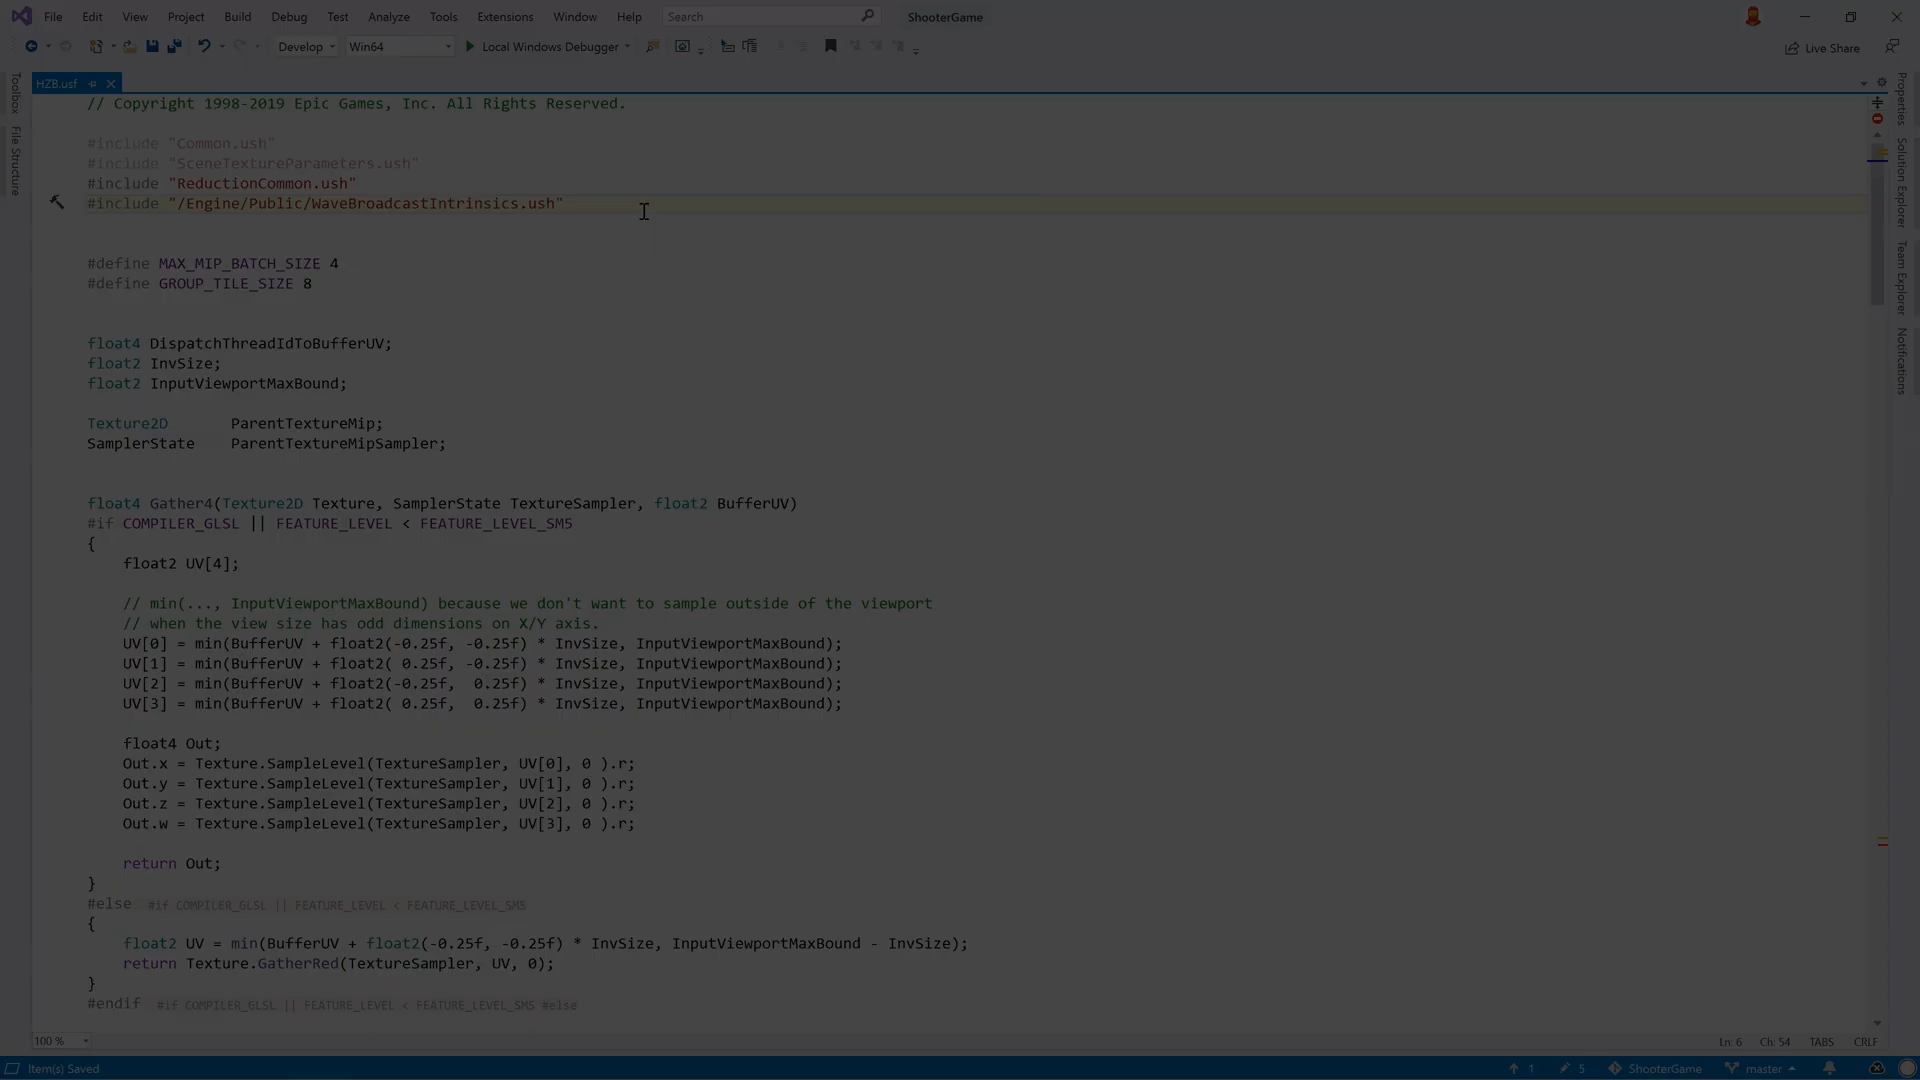 File Edit View Project Build Debug Test Analyze Tools Extensions Window Help Search ShooterGame
Develop Win64 Local Windows Debugger Live Share
HZB.usf
Toolbox
File Structure
// Copyright 1998-2019 Epic Games, Inc. All Rights Reserved.
#include "Common.ush"
#include "SceneTextureParameters.ush"
#include "ReductionCommon.ush"
#include "/Engine/Public/WaveBroadcastIntrinsics.ush"
#define MAX_MIP_BATCH_SIZE 4
#define GROUP_TILE_SIZE 8
float4 DispatchThreadIdToBufferUV;
float2 InvSize;
float2 InputViewportMaxBound;
Texture2D ParentTextureMip;
SamplerState ParentTextureMipSampler;
float4 Gather4(Texture2D Texture, SamplerState TextureSampler, float2 BufferUV)
#if COMPILER_GLSL || FEATURE_LEVEL < FEATURE_LEVEL_SM5
{
float2 UV[4];
// min(..., InputViewportMaxBound) because we don't want to sample outside of the viewport
// when the view size has odd dimensions on X/Y axis.
UV[0] = min(BufferUV + float2(-0.25f, -0.25f) * InvSize, InputViewportMaxBound);
UV[1] = min(BufferUV + float2( 0.25f, -0.25f) * InvSize, InputViewportMaxBound);
UV[2] = min(BufferUV + float2(-0.25f,  0.25f) * InvSize, InputViewportMaxBound);
UV[3] = min(BufferUV + float2( 0.25f,  0.25f) * InvSize, InputViewportMaxBound);
float4 Out;
Out.x = Texture.SampleLevel(TextureSampler, UV[0], 0 ).r;
Out.y = Texture.SampleLevel(TextureSampler, UV[1], 0 ).r;
Out.z = Texture.SampleLevel(TextureSampler, UV[2], 0 ).r;
Out.w = Texture.SampleLevel(TextureSampler, UV[3], 0 ).r;
return Out;
}
#else #if COMPILER_GLSL || FEATURE_LEVEL < FEATURE_LEVEL_SM5
{
float2 UV = min(BufferUV + float2(-0.25f, -0.25f) * InvSize, InputViewportMaxBound - InvSize);
return Texture.GatherRed(TextureSampler, UV, 0);
}
#endif #if COMPILER_GLSL || FEATURE_LEVEL < FEATURE_LEVEL_SM5 #else
Properties
Solution Explorer
Team Explorer
Notifications
100 % Ln: 6 Ch: 54 TABS CRLF
Item(s) Saved 1 5 ShooterGame master